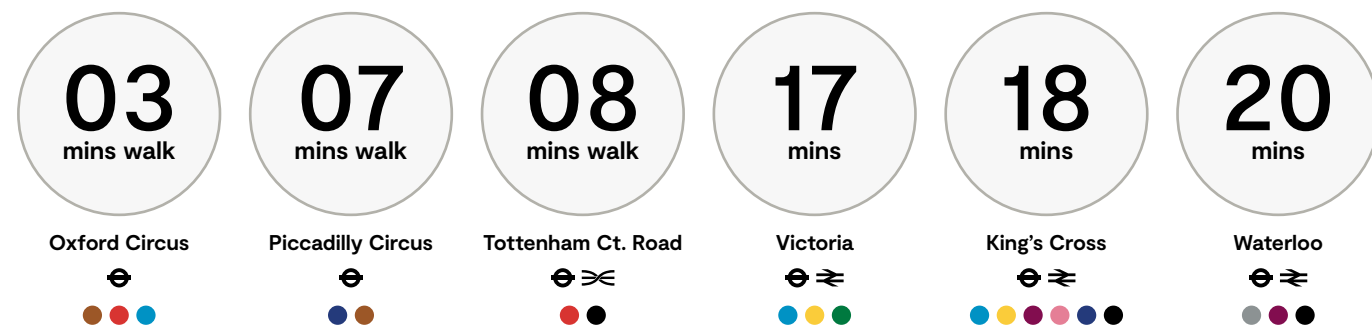 03
mins walk
Oxford Circus
07
mins walk
Piccadilly Circus
08
mins walk
Tottenham Ct. Road
17
mins
Victoria
18
mins
King’s Cross
20
mins
Waterloo